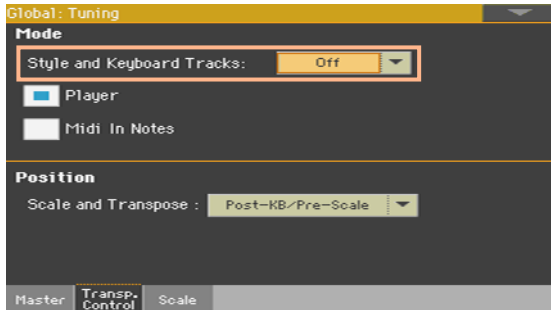 Global: Tuning
Mode
Style and Keyboard Tracks: Off
Player
Midi In Notes
Position
Scale and Transpose : Post-KB/Pre-Scale
Master Transp. Control Scale